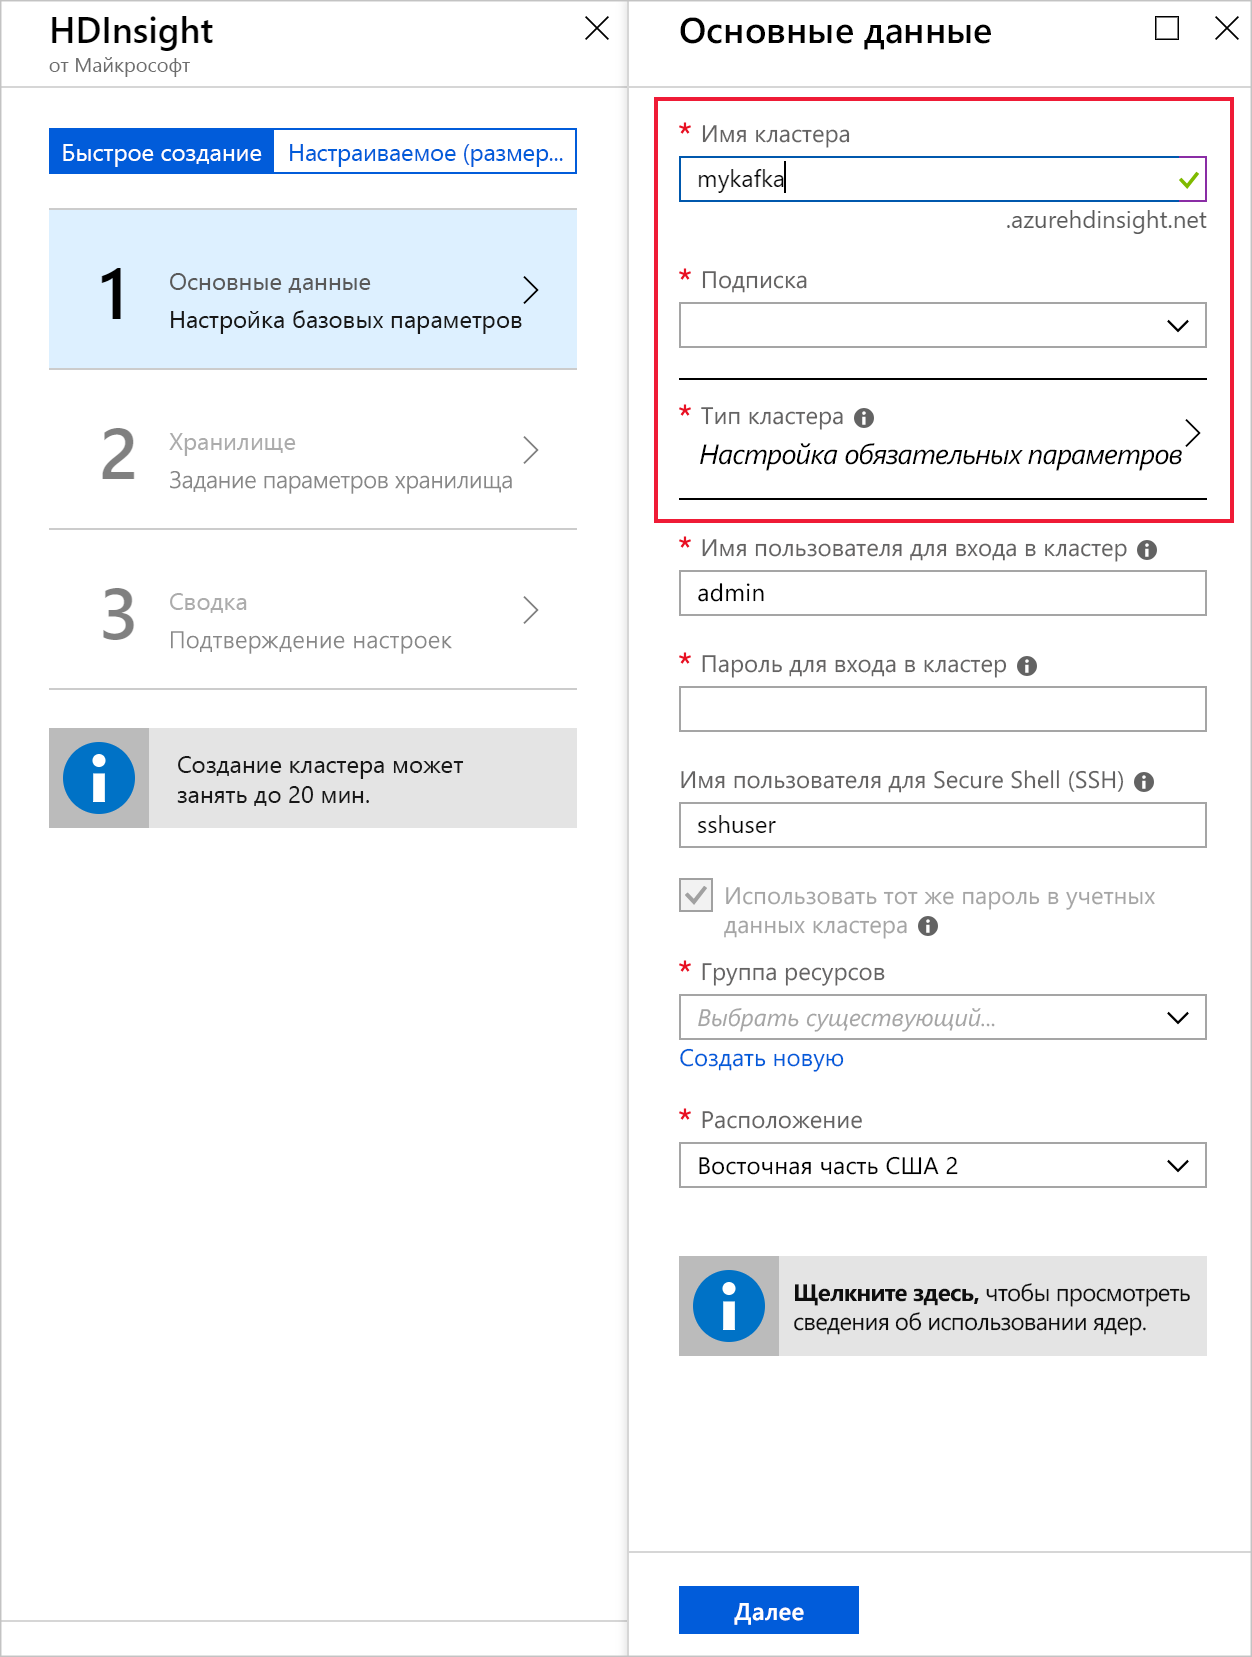 HDInsight
от Майкрософт
Быстрое создание
Настраиваемое (размер...
1
Основные данные
Настройка базовых параметров
2
Хранилище
Задание параметров хранилища
3
Сводка
Подтверждение настроек
Создание кластера может
занять до 20 мин.
Основные данные
* Имя кластера
mykafka
.azurehdinsight.net
* Подписка
* Тип кластера
Настройка обязательных параметров
* Имя пользователя для входа в кластер
admin
* Пароль для входа в кластер
Имя пользователя для Secure Shell (SSH)
sshuser
Использовать тот же пароль в учетных
данных кластера
* Группа ресурсов
Выбрать существующий...
Создать новую
* Расположение
Восточная часть США 2
Щелкните здесь, чтобы просмотреть
сведения об использовании ядер.
Далее